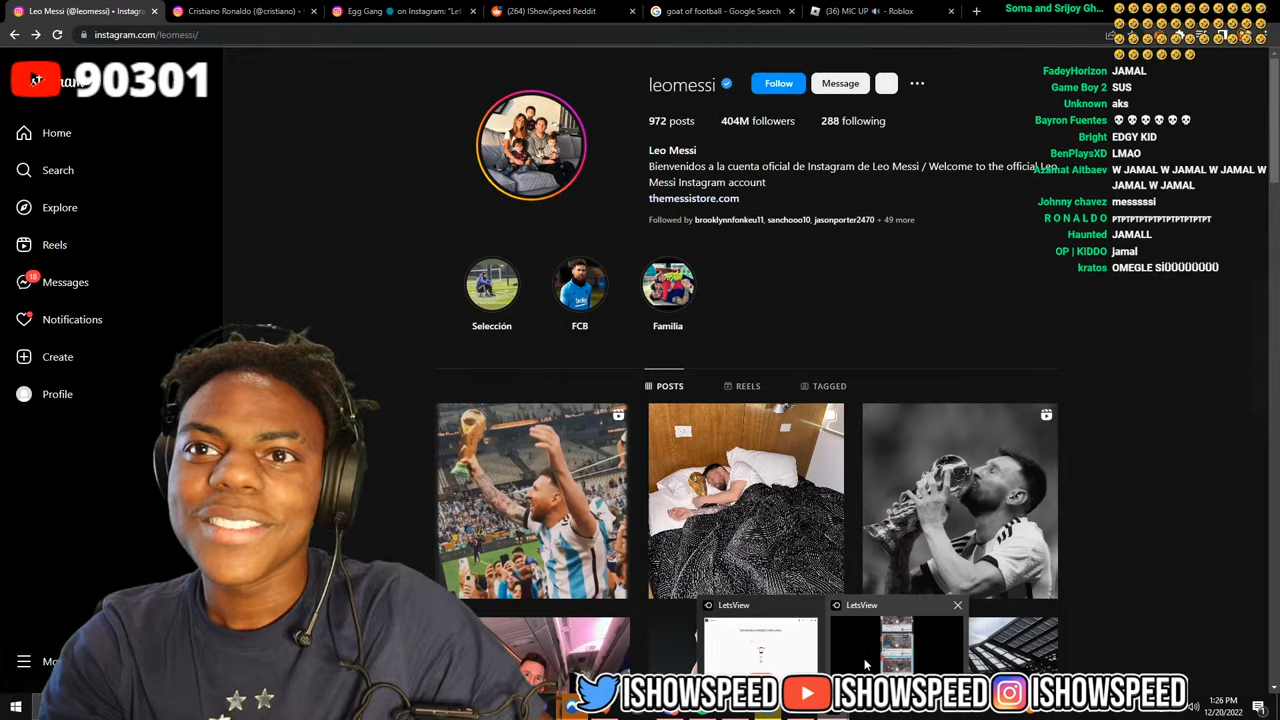 Leo Messi (@leomessi) • Instagra
Cristiano Ronaldo (@cristiano) •
Egg Gang 🌎 on Instagram: "Let'
(264) IShowSpeed Reddit
goat of football - Google Search
(36) MIC UP 🔊 - Roblox
instagram.com/leomessi/
90301
Home
Search
Explore
Reels
18
Messages
Notifications
Create
Profile
leomessi
Follow
Message
972 posts
404M followers
288 following
Leo Messi
Bienvenidos a la cuenta oficial de Instagram de Leo Messi / Welcome to the official Leo
Messi Instagram account
themessistore.com
Followed by brooklynnfonkeu11, sanchooo10, jasonporter2470 + 49 more
Selección
FCB
Familia
POSTS
REELS
TAGGED
Soma and Srijoy Gh... 🤣🤣🤣🤣🤣🤣🤣🤣🤣🤣🤣
FadeyHorizon JAMAL
Game Boy 2 SUS
Unknown aks
Bayron Fuentes 💀💀💀💀💀💀
Bright EDGY KID
BenPlaysXD LMAO
Azamat Aitbaev W JAMAL W JAMAL W JAMAL W
JAMAL W JAMAL
Johnny chavez messsssi
R O N A L D O ртртртртртртртртртрт
Haunted JAMALL
OP | KIDDO jamal
kratos OMEGLE SİÜÜÜÜÜÜÜ
LetsView
LetsView
ISHOWSPEED
ISHOWSPEED
ISHOWSPEED
1:26 PM
12/20/2022